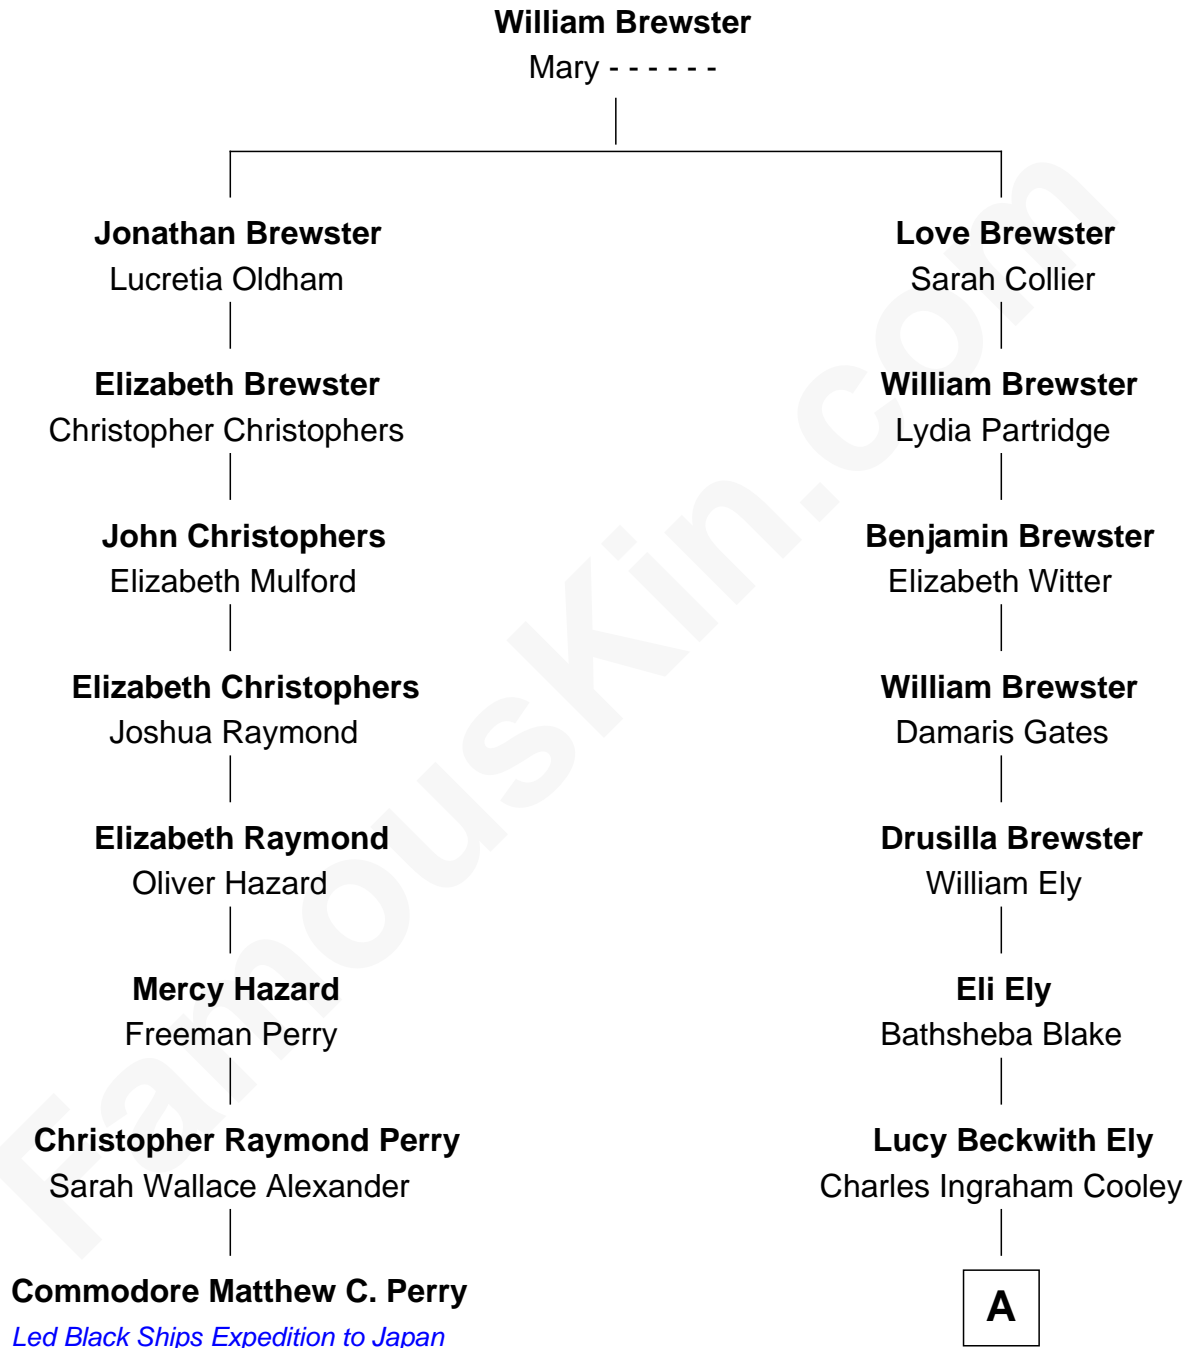 William Brewster
Mary - - - - - -
Jonathan Brewster
Lucretia Oldham
Love Brewster
Sarah Collier
Elizabeth Brewster
Christopher Christophers
William Brewster
Lydia Partridge
John Christophers
Elizabeth Mulford
Benjamin Brewster
Elizabeth Witter
Elizabeth Christophers
Joshua Raymond
William Brewster
Damaris Gates
Elizabeth Raymond
Oliver Hazard
Drusilla Brewster
William Ely
Mercy Hazard
Freeman Perry
Eli Ely
Bathsheba Blake
Christopher Raymond Perry
Sarah Wallace Alexander
Lucy Beckwith Ely
Charles Ingraham Cooley
Commodore Matthew C. Perry
Led Black Ships Expedition to Japan
A
FamousKin.com